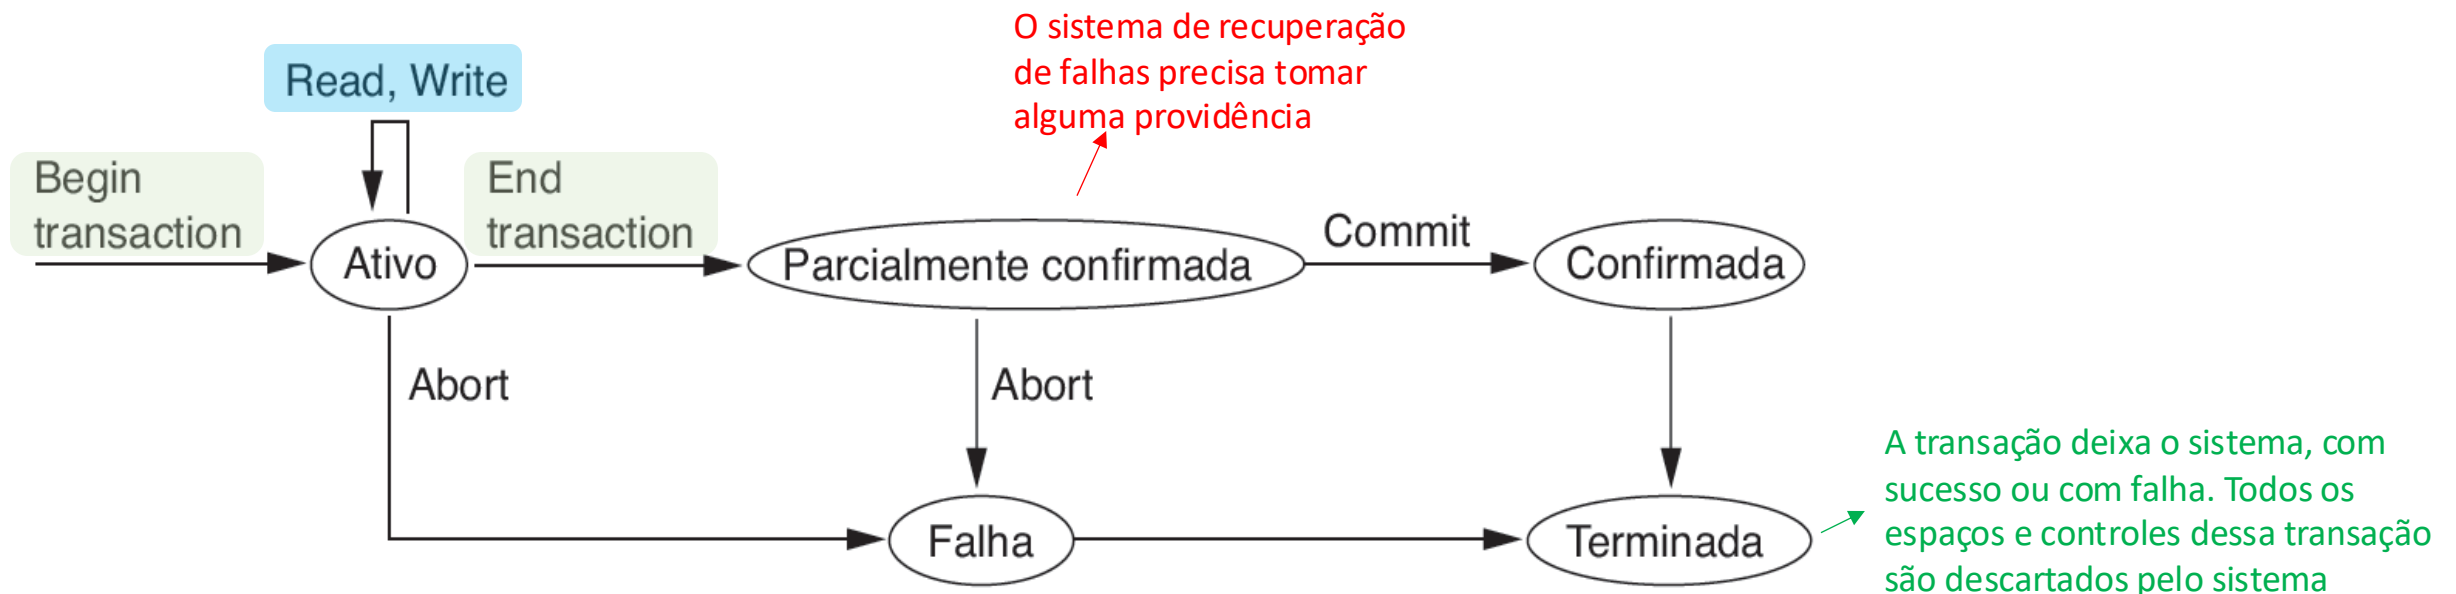 O sistema de recuperação
de falhas precisa tomar
alguma providência
Read, Write
Begin
transaction
End
transaction
Ativo
Parcialmente confirmada
Commit
Confirmada
Abort
Abort
Falha
Terminada
A transação deixa o sistema, com
sucesso ou com falha. Todos os
espaços e controles dessa transação
são descartados pelo sistema